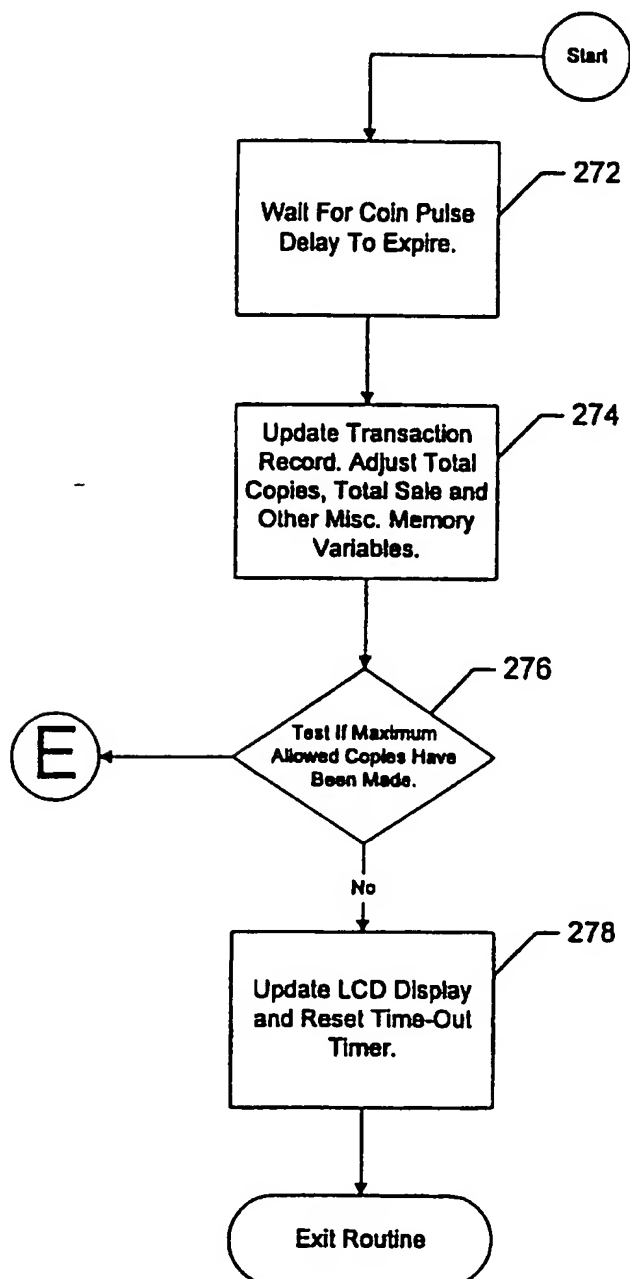 Start
272
Wait For Coin Pulse
Delay To Expire.
274
Update Transaction
Record. Adjust Total
Copies, Total Sale and
Other Misc. Memory
Variables.
276
Test If Maximum
Allowed Copies Have
Been Made.
E
No
278
Update LCD Display
and Reset Time-Out
Timer.
Exit Routine